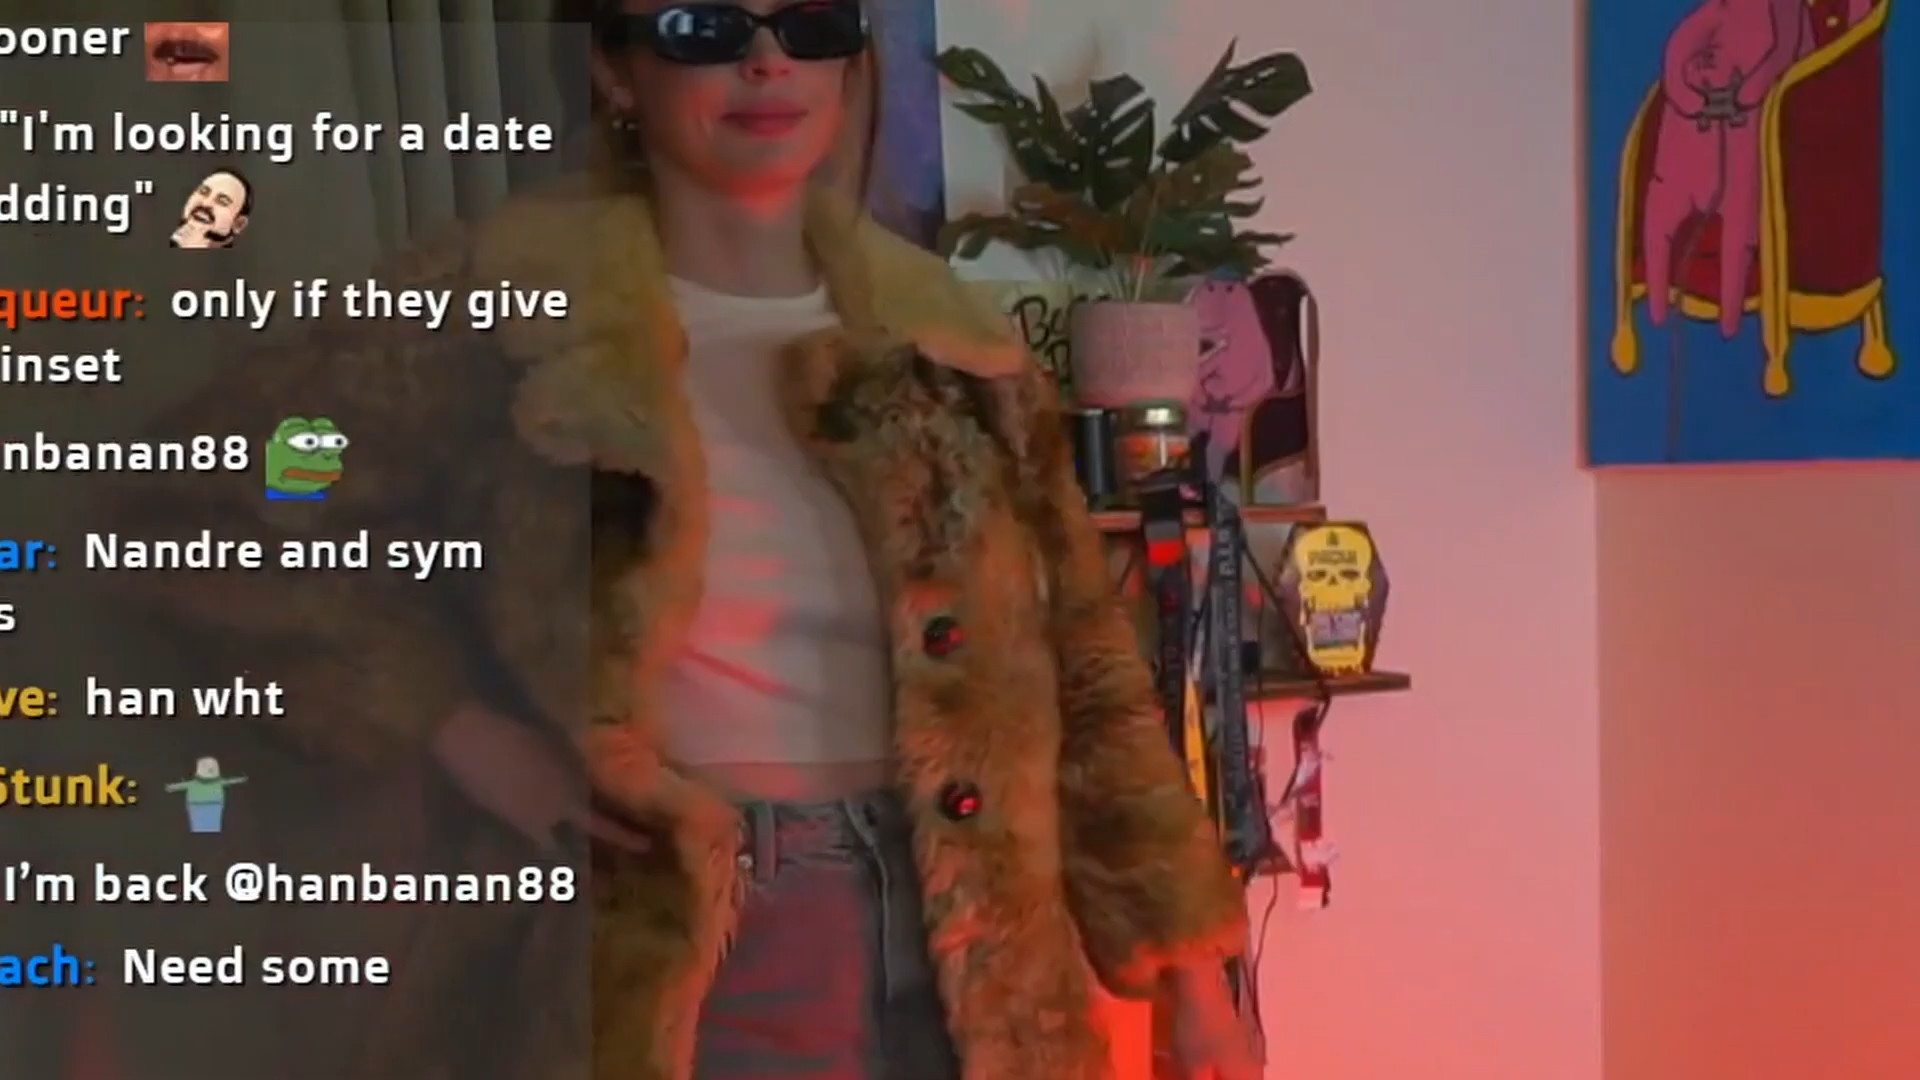 ooner
"I'm looking for a date
dding"
queur: only if they give
inset
nbanan88
ar: Nandre and sym
s
ve: han wht
Stunk:
I'm back @hanbanan88
ach: Need some